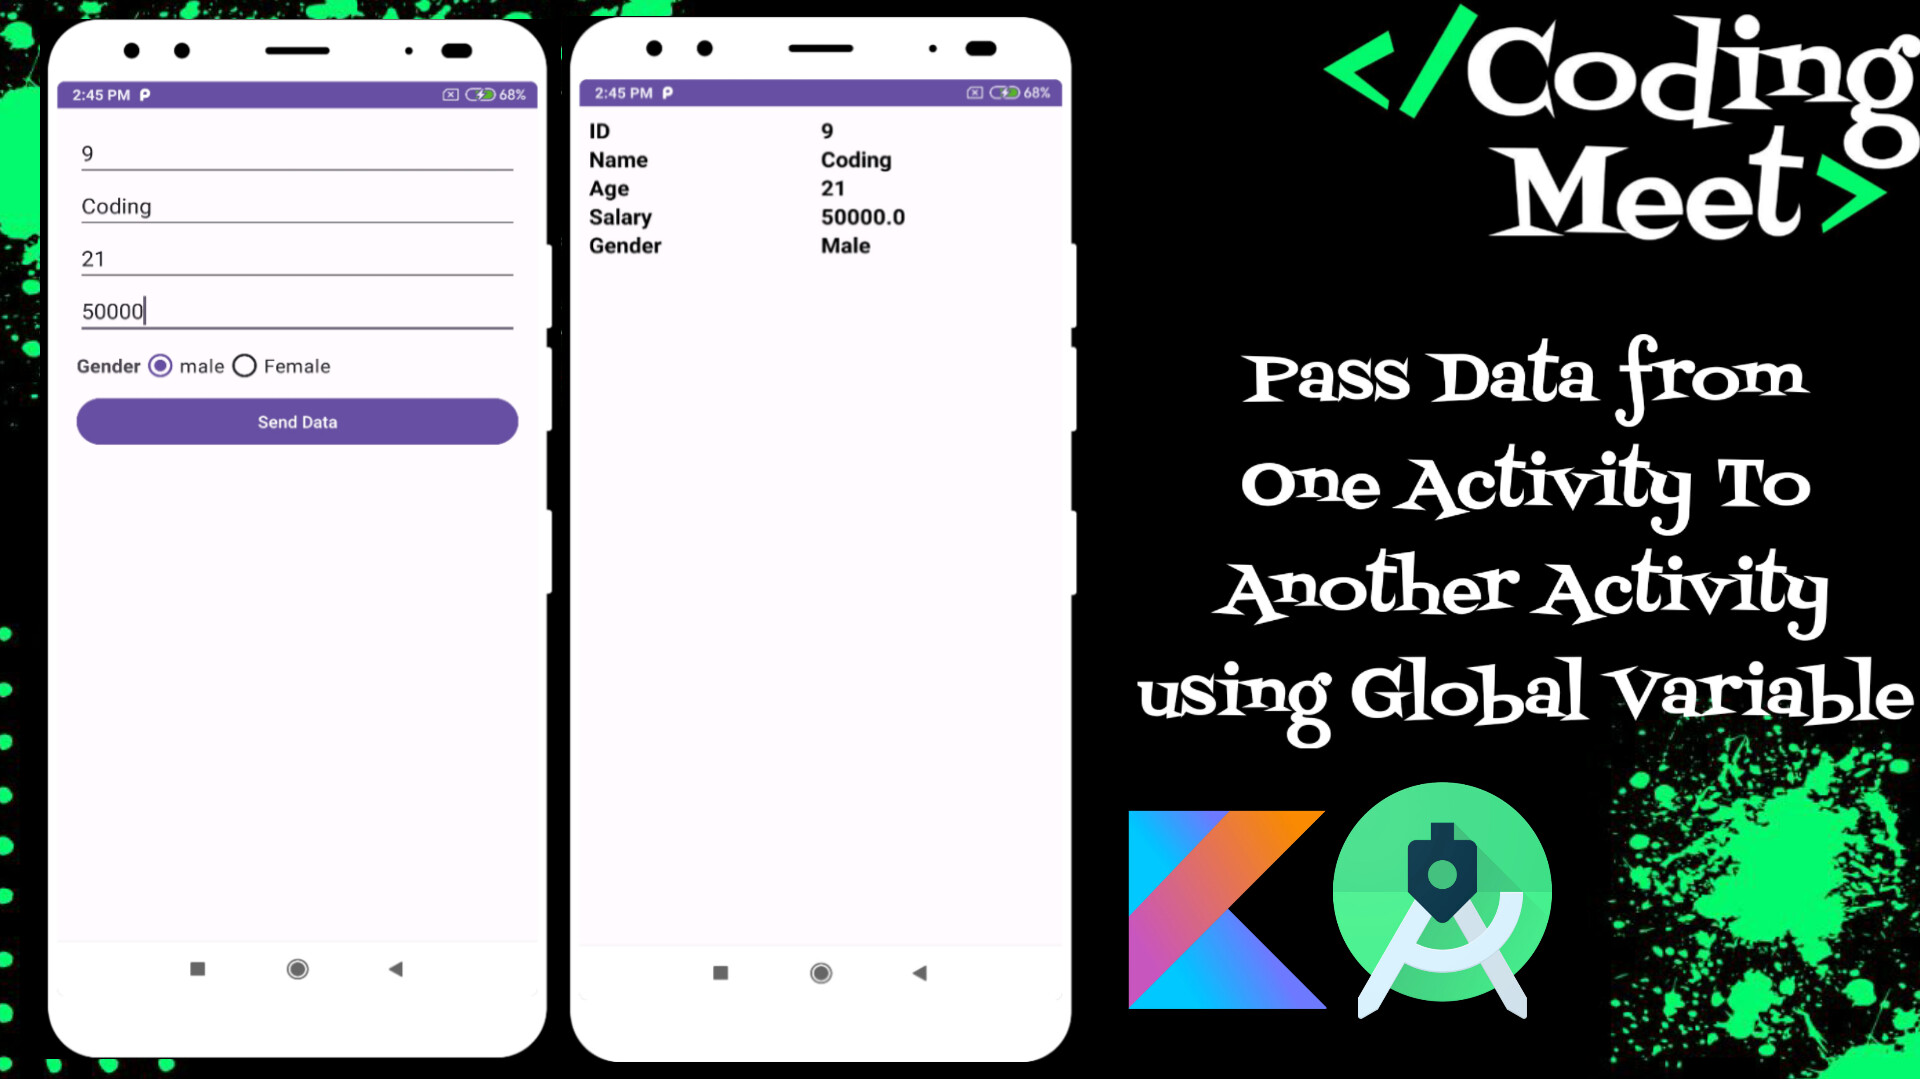 2:45 PM P 68%
9
Coding
21
50000
Gender male Female
Send Data
2:45 PM P 68%
ID 9
Name Coding
Age 21
Salary 50000.0
Gender Male
</Coding
Meet>
Pass Data from
One Activity To
Another Activity
using Global Variable